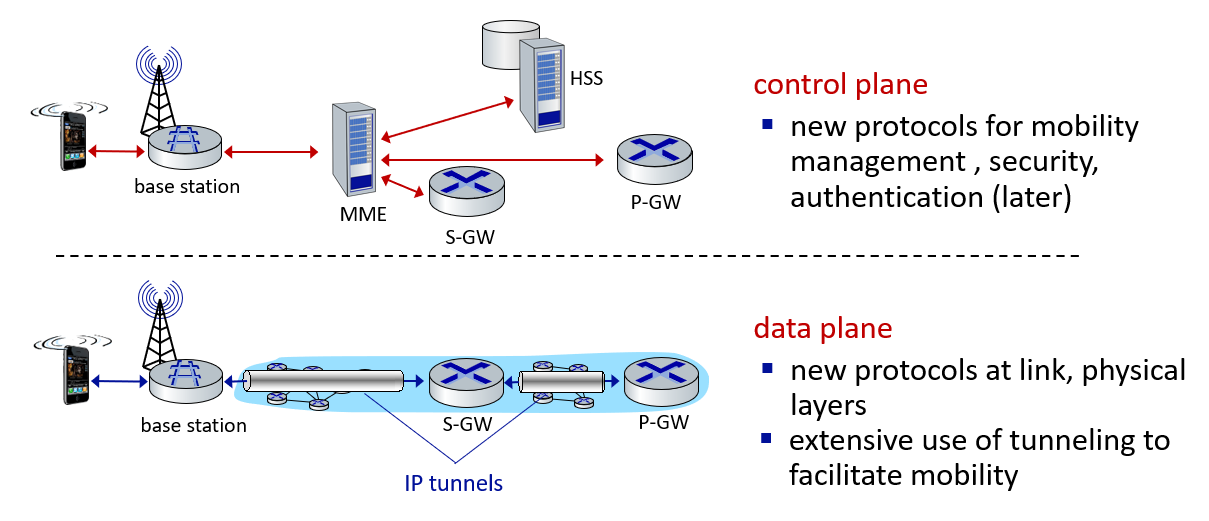 HSS
base station
MME
S-GW
P-GW
control plane
▪ new protocols for mobility
management , security,
authentication (later)
base station
S-GW
P-GW
IP tunnels
data plane
▪ new protocols at link, physical
layers
▪ extensive use of tunneling to
facilitate mobility